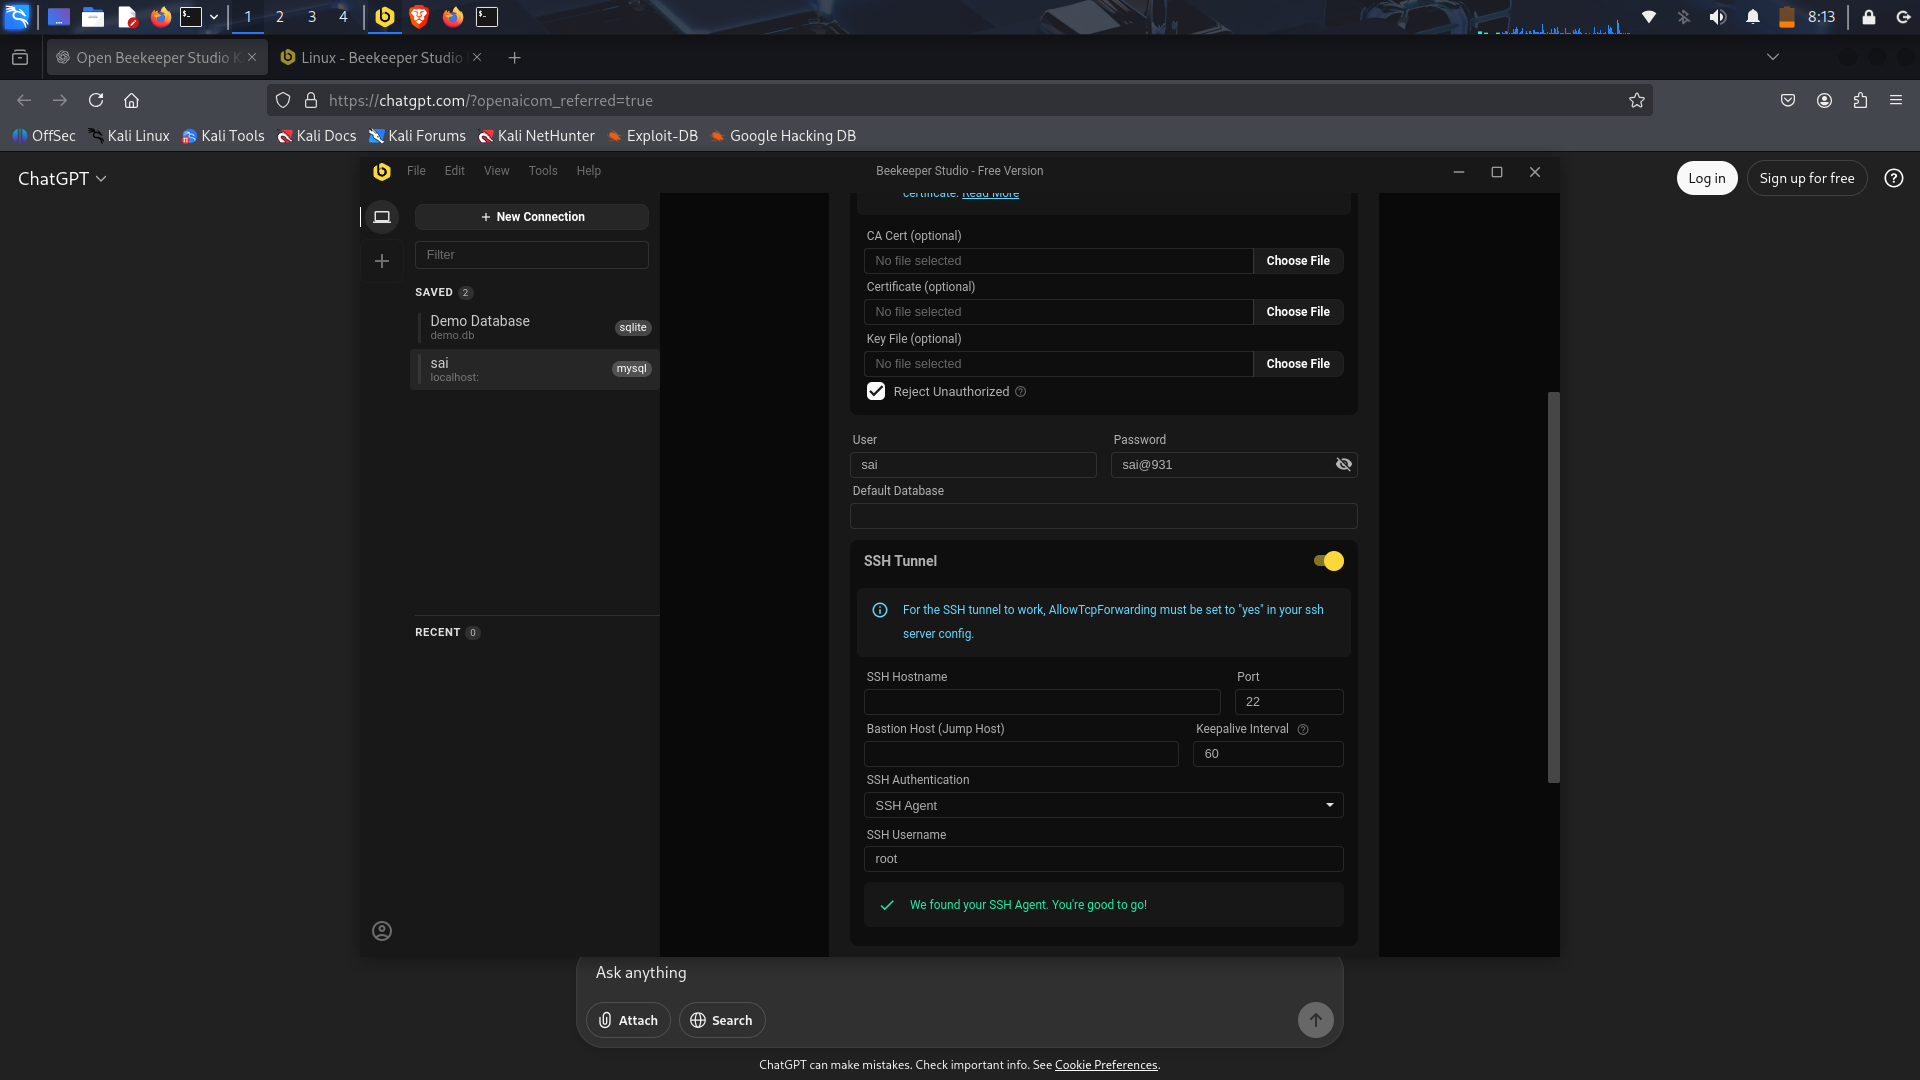 1
2
3
4
8:13
Open Beekeeper Studio K
Linux - Beekeeper Studio
https://chatgpt.com/?openaicom_referred=true
OffSec
Kali Linux
Kali Tools
Kali Docs
Kali Forums
Kali NetHunter
Exploit-DB
Google Hacking DB
ChatGPT
Log in
Sign up for free
File
Edit
View
Tools
Help
Beekeeper Studio - Free Version
+ New Connection
Filter
SAVED 2
Demo Database
demo.db
sqlite
sai
localhost:
mysql
RECENT 0
certificate. Read More
CA Cert (optional)
No file selected
Choose File
Certificate (optional)
No file selected
Choose File
Key File (optional)
No file selected
Choose File
Reject Unauthorized
User
Password
sai
sai@931
Default Database
SSH Tunnel
For the SSH tunnel to work, AllowTcpForwarding must be set to "yes" in your ssh
server config.
SSH Hostname
Port
22
Bastion Host (Jump Host)
Keepalive Interval
60
SSH Authentication
SSH Agent
SSH Username
root
We found your SSH Agent. You're good to go!
Ask anything
Attach
Search
ChatGPT can make mistakes. Check important info. See Cookie Preferences.